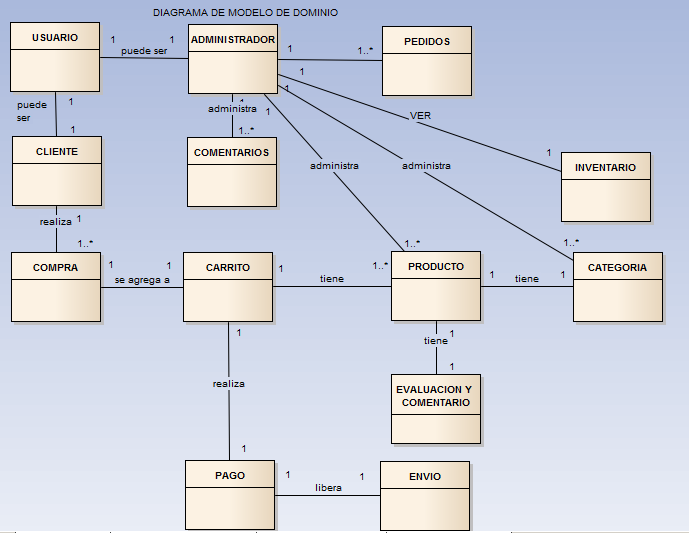 DIAGRAMA DE MODELO DE DOMINIO
USUARIO
1
puede ser
1
ADMINISTRADOR
1
1..*
PEDIDOS
puede
ser
1
1
administra
1
1..*
COMENTARIOS
1
administra
1..*
1
VER
1
INVENTARIO
1
administra
1..*
CLIENTE
realiza
1
1..*
COMPRA
1
se agrega a
1
CARRITO
1
tiene
1..*
PRODUCTO
1
tiene
1
CATEGORIA
1
tiene
1
EVALUACION Y
COMENTARIO
1
realiza
1
PAGO
1
libera
1
ENVIO